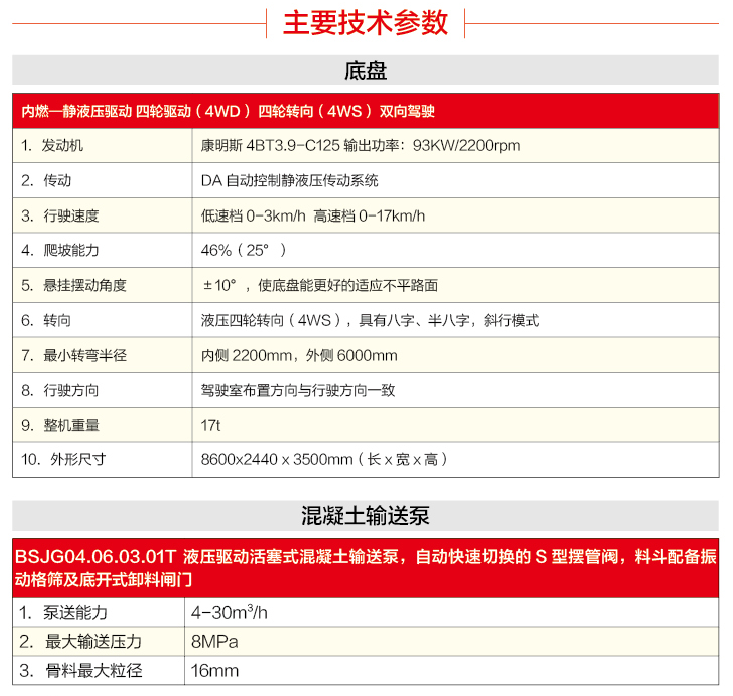 主要技术参数
底盘
内燃—静液压驱动 四轮驱动（4WD）四轮转向（4WS）双向驾驶
1. 发动机 康明斯 4BT3.9-C125 输出功率：93KW/2200rpm
2. 传动 DA 自动控制静液压传动系统
3. 行驶速度 低速档 0-3km/h 高速档 0-17km/h
4. 爬坡能力 46%（25°）
5. 悬挂摆动角度 ±10°，使底盘能更好的适应不平路面
6. 转向 液压四轮转向（4WS），具有八字、半八字，斜行模式
7. 最小转弯半径 内侧 2200mm，外侧 6000mm
8. 行驶方向 驾驶室布置方向与行驶方向一致
9. 整机重量 17t
10. 外形尺寸 8600x2440 x 3500mm（长 x 宽 x 高）
混凝土输送泵
BSJG04.06.03.01T 液压驱动活塞式混凝土输送泵，自动快速切换的 S 型摆管阀，料斗配备振
动格筛及底开式卸料闸门
1. 泵送能力 4-30m³/h
2. 最大输送压力 8MPa
3. 骨料最大粒径 16mm